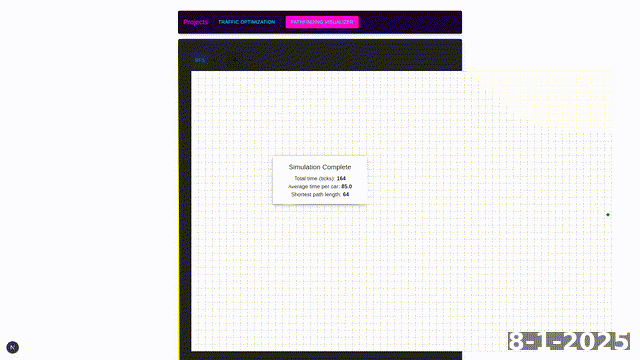 Projects TRAFFIC OPTIMIZATION PATHFINDING VISUALIZER
Simulation Complete
Total time (ticks): 164
Average time per car: 85.0
Shortest path length: 64
N
8-1-2025